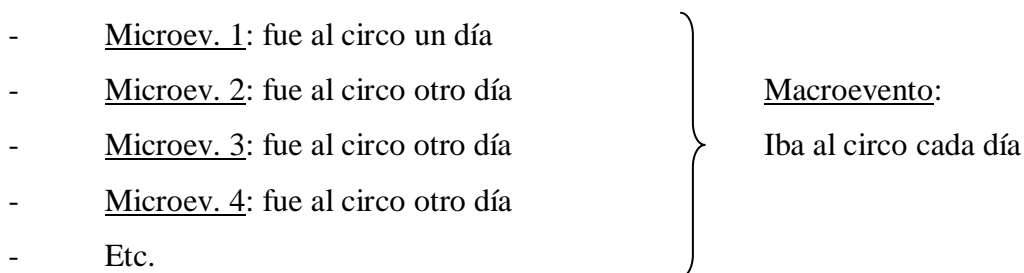 - Microev. 1: fue al circo un día
- Microev. 2: fue al circo otro día Macroevento:
- Microev. 3: fue al circo otro día Iba al circo cada día
- Microev. 4: fue al circo otro día
- Etc.